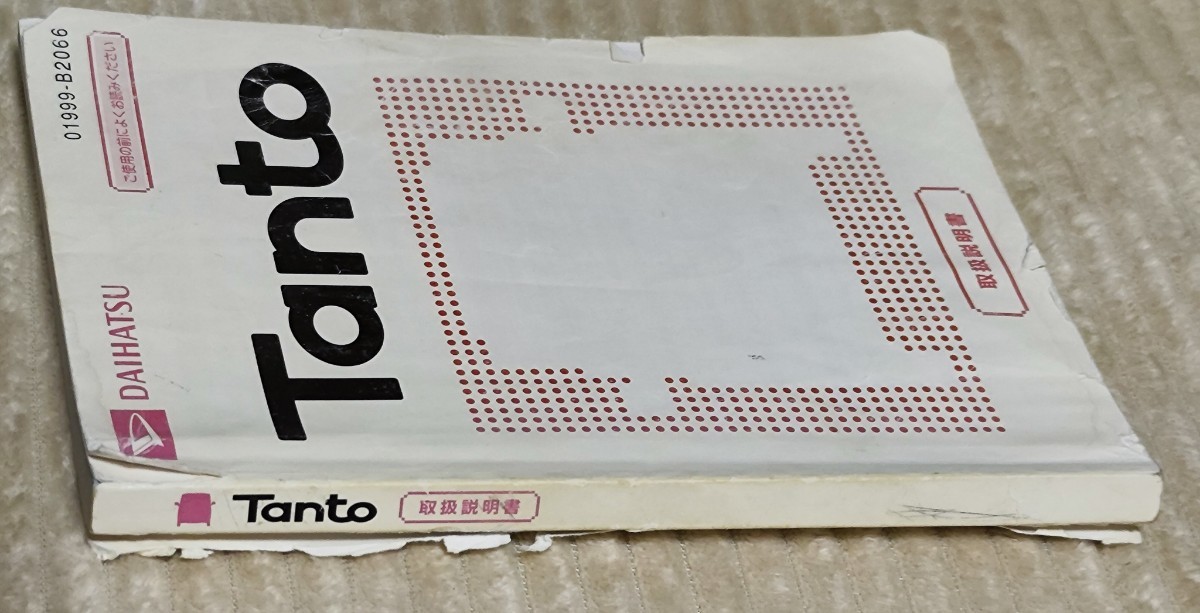 01999-B2066
ご使用の前によくお読みください
DAIHATSU
Tanto
取扱説明書
Tanto
取扱説明書